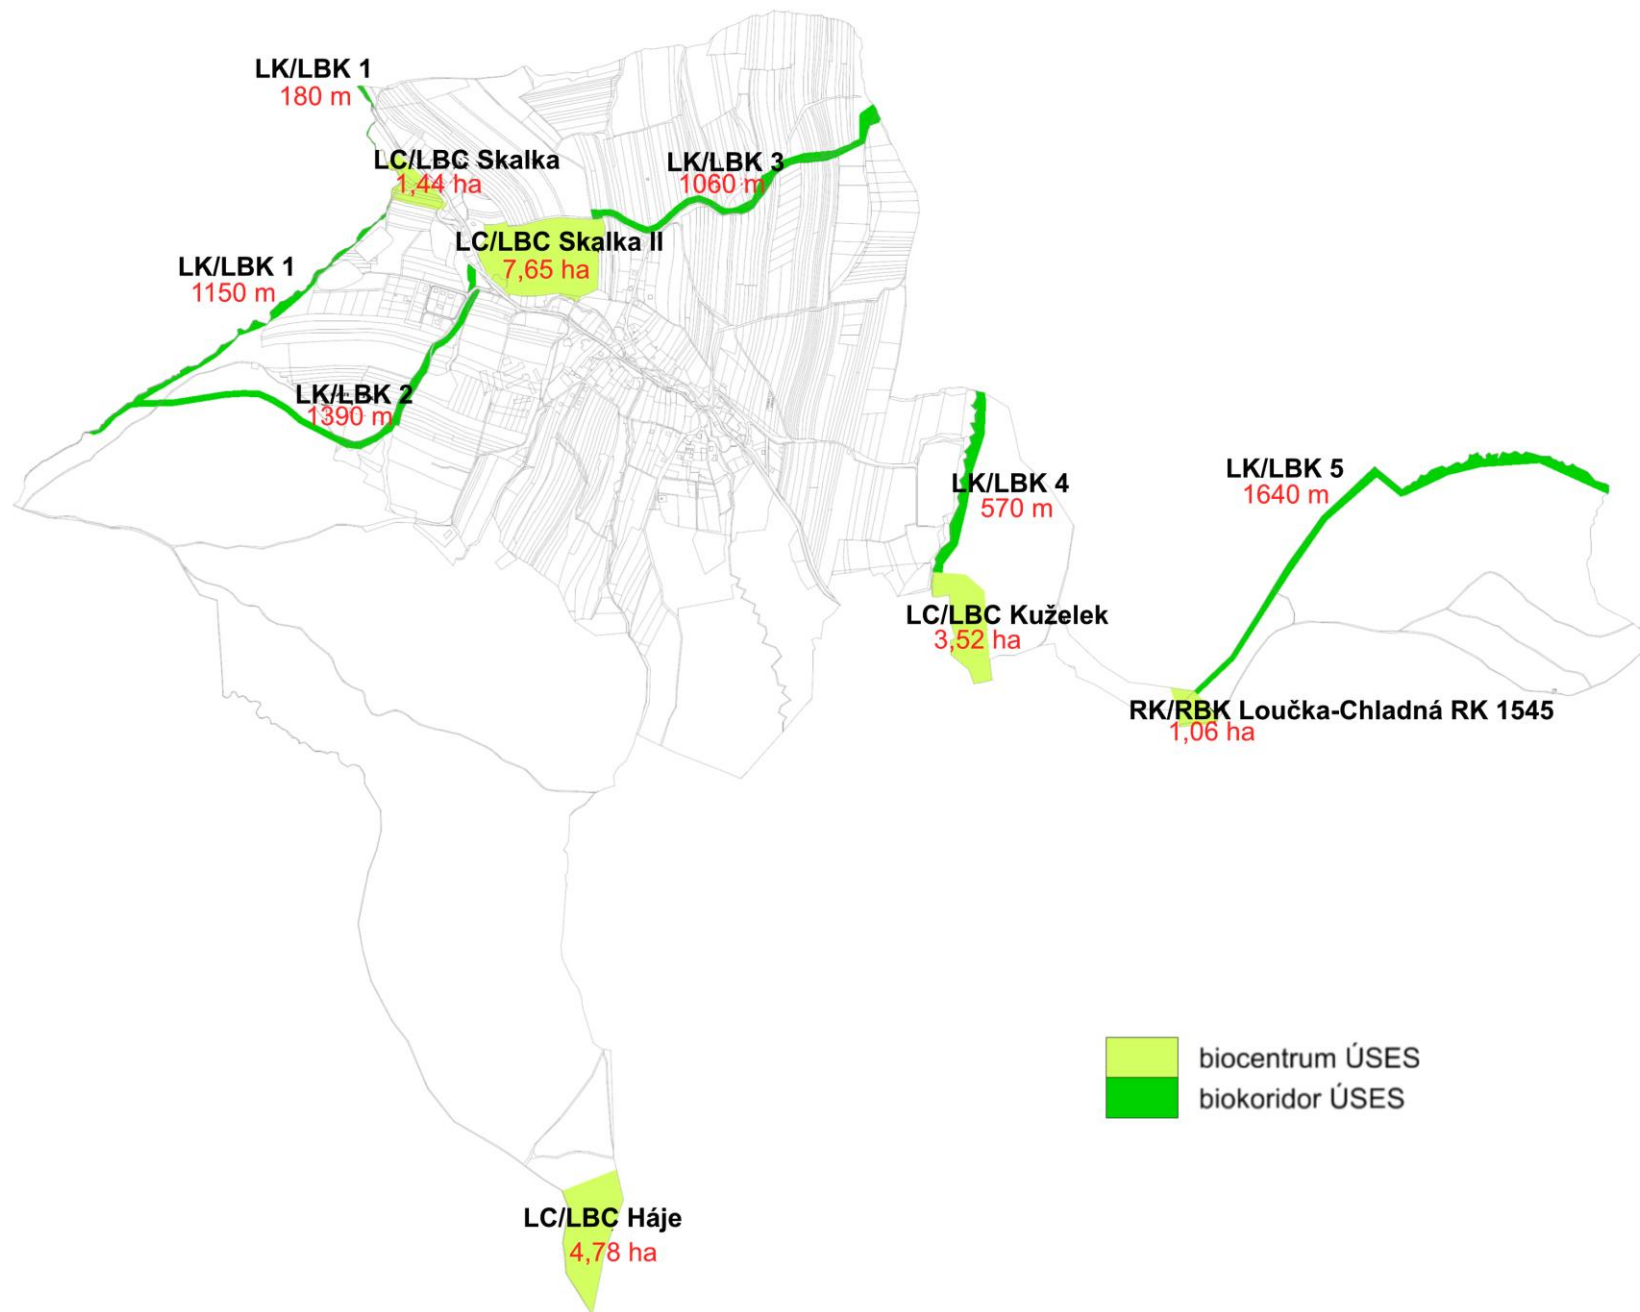 LK/LBK 1
180 m
LC/LBC Skalka
1,44 ha
LK/LBK 3
1060 m
LC/LBC Skalka II
7,65 ha
LK/LBK 1
1150 m
LK/LBK 2
1390 m
LK/LBK 4
570 m
LK/LBK 5
1640 m
LC/LBC Kuželek
3,52 ha
RK/RBK Loučka-Chladná RK 1545
1,06 ha
biocentrum ÚSES
biokoridor ÚSES
LC/LBC Háje
4,78 ha